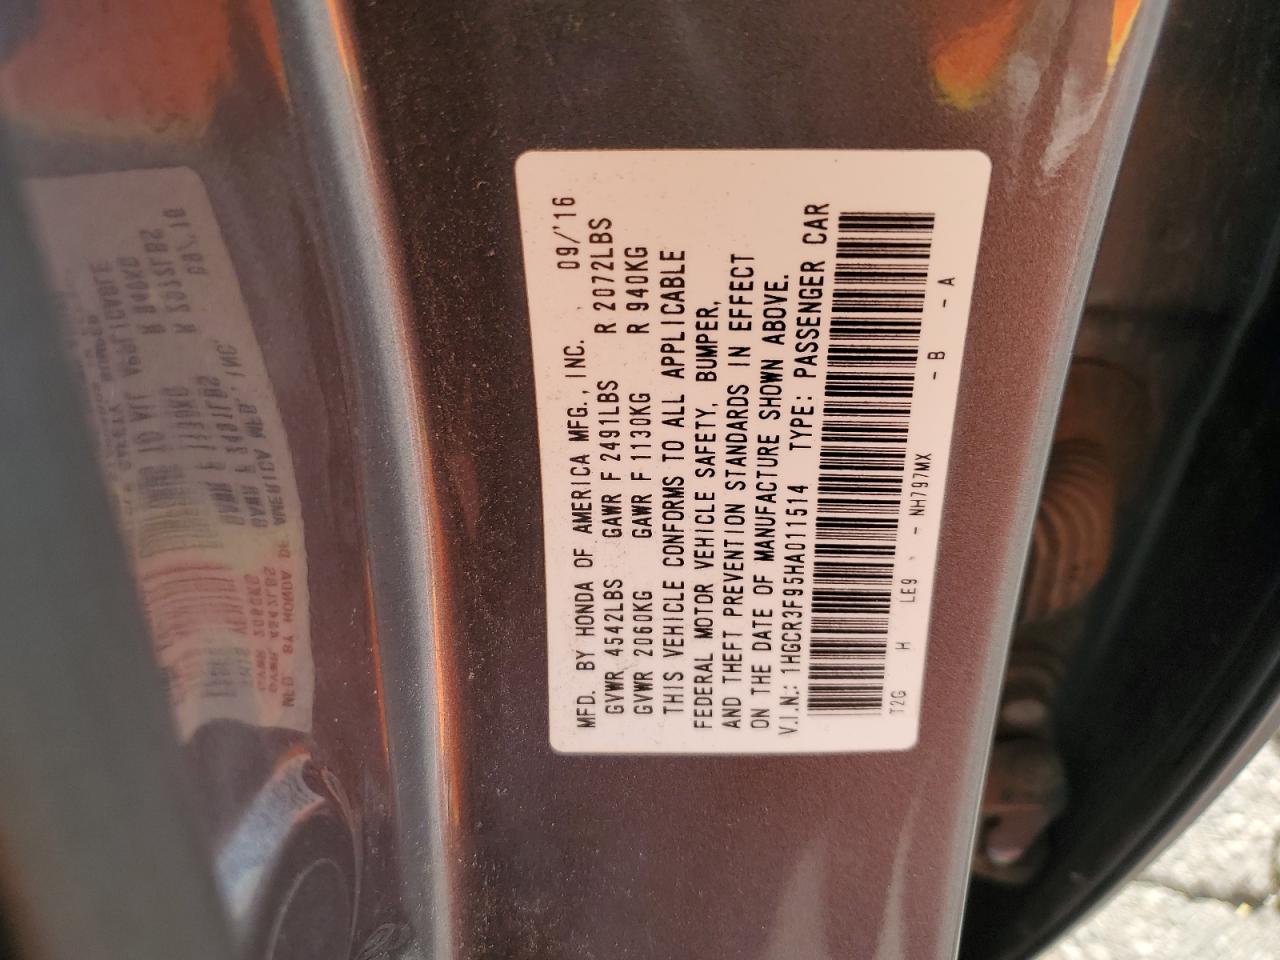 MFD. BY HONDA OF AMERICA MFG., INC. 09/'16
GVWR 4542LBS GAWR F 2491LBS R 2072LBS
GVWR 2060KG GAWR F 1130KG R 940KG
THIS VEHICLE CONFORMS TO ALL APPLICABLE
FEDERAL MOTOR VEHICLE SAFETY, BUMPER,
AND THEFT PREVENTION STANDARDS IN EFFECT
ON THE DATE OF MANUFACTURE SHOWN ABOVE.
V.I.N.: 1HGCR3F95HA011514 TYPE: PASSENGER CAR
T2G H LE9 - NH797MX - B - A